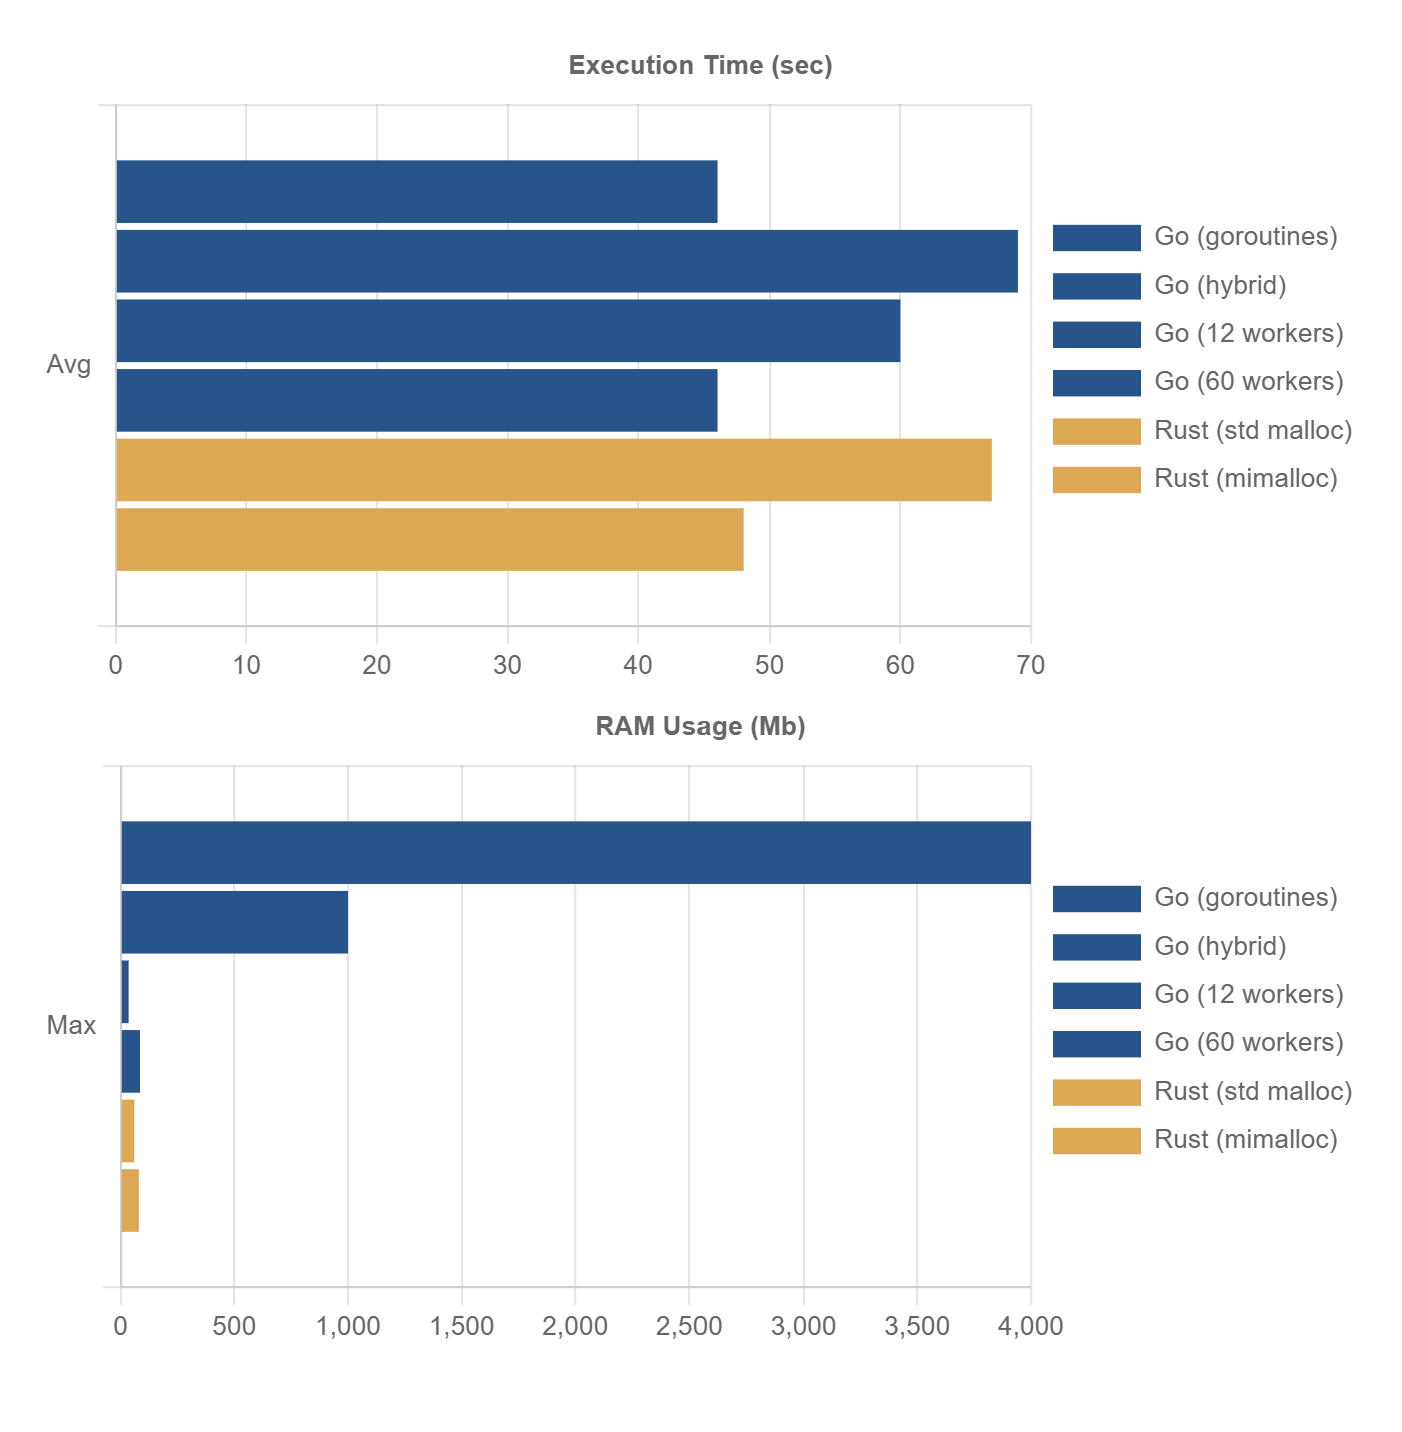 Execution Time (sec)
Go (goroutines)
Go (hybrid)
Go (12 workers)
Avg
Go (60 workers)
Rust (std malloc)
Rust (mimalloc)
0 10 20 30 40 50 60 70
RAM Usage (Mb)
Go (goroutines)
Go (hybrid)
Go (12 workers)
Max
Go (60 workers)
Rust (std malloc)
Rust (mimalloc)
0 500 1,000 1,500 2,000 2,500 3,000 3,500 4,000